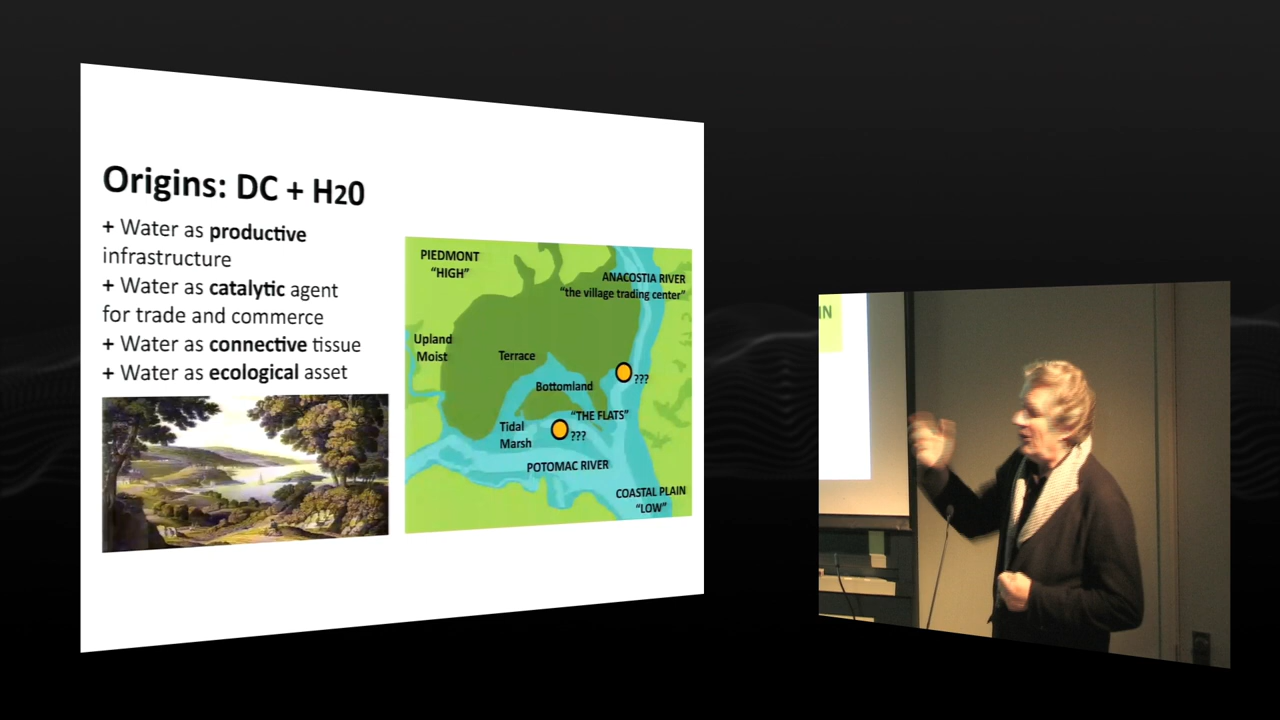 Origins: DC + H20
+ Water as productive
infrastructure
+ Water as catalytic agent
for trade and commerce
+ Water as connective tissue
+ Water as ecological asset
PIEDMONT
“HIGH”
ANACOSTIA RIVER
“the village trading center”
Upland
Moist
Terrace
Bottomland
???
“THE FLATS”
Tidal
Marsh
???
POTOMAC RIVER
COASTAL PLAIN
“LOW”
IN